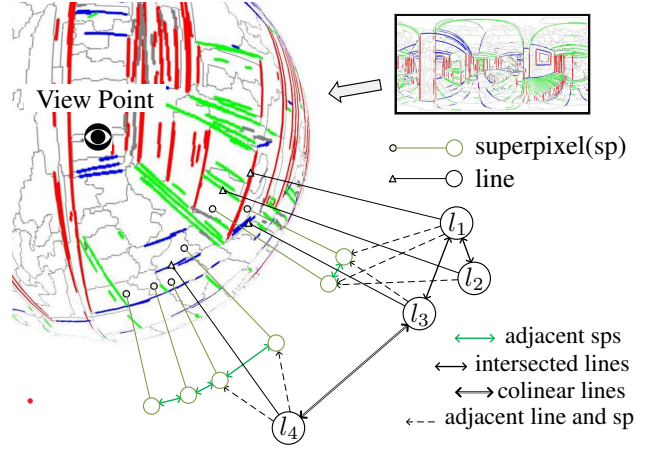 View Point
superpixel(sp)
line
l₁
l₂
l₃
l₄
adjacent sps
intersected lines
colinear lines
adjacent line and sp